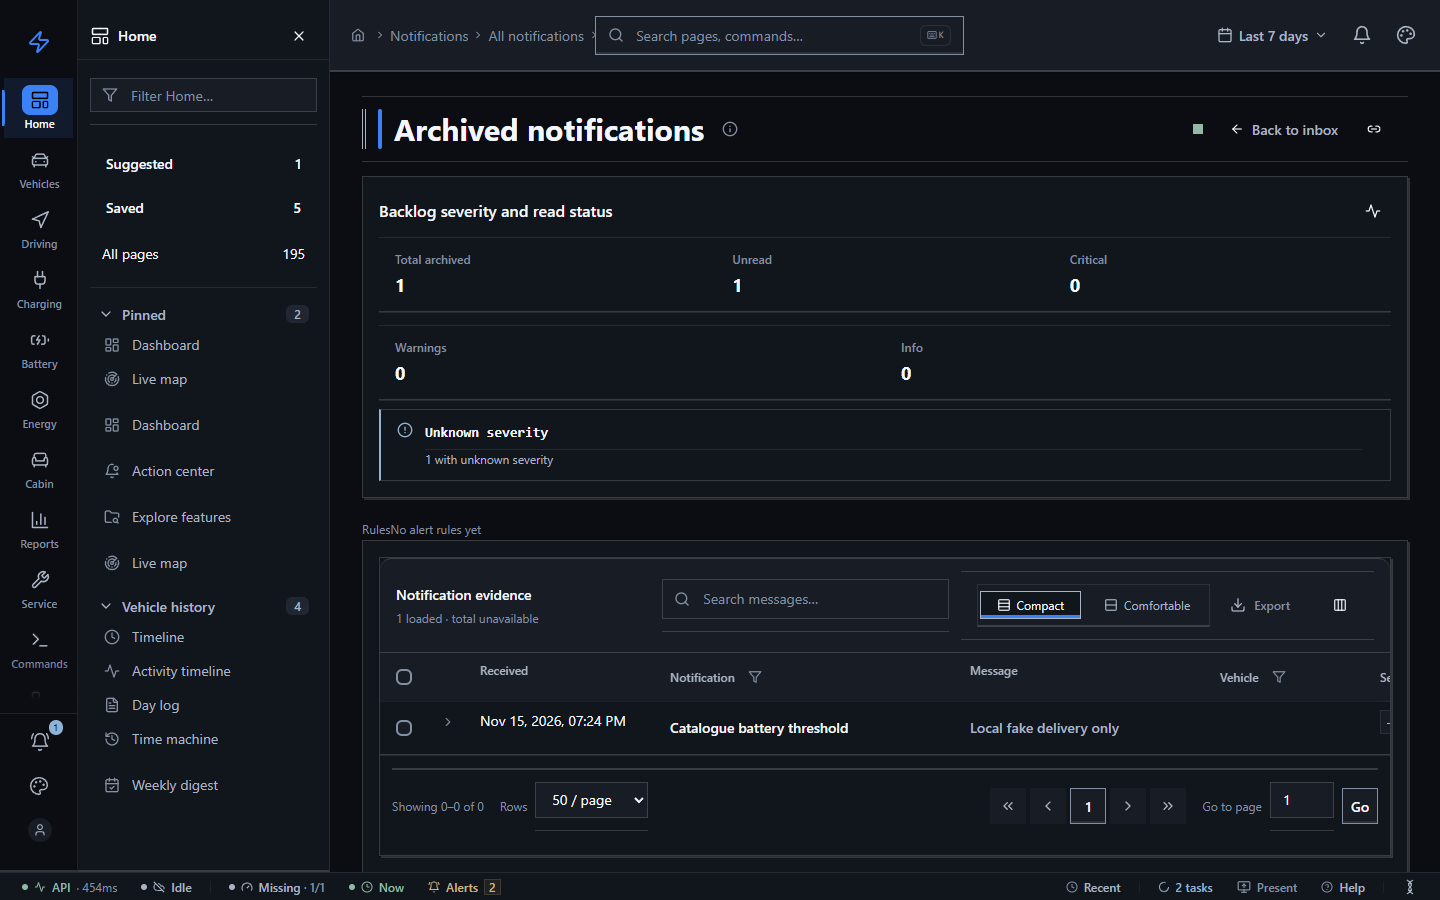 Home
Notifications
All notifications
Search pages, commands...
K
Last 7 days
Filter Home...
Suggested 1
Saved 5
All pages 195
Pinned 2
Dashboard
Live map
Dashboard
Action center
Explore features
Live map
Vehicle history 4
Timeline
Activity timeline
Day log
Time machine
Weekly digest
Home
Vehicles
Driving
Charging
Battery
Energy
Cabin
Reports
Service
Commands
1
Archived notifications
Back to inbox
Backlog severity and read status
Total archived
1
Unread
1
Critical
0
Warnings
0
Info
0
Unknown severity
1 with unknown severity
RulesNo alert rules yet
Notification evidence
1 loaded · total unavailable
Search messages...
Compact
Comfortable
Export
Received Notification Message Vehicle Se
Nov 15, 2026, 07:24 PM Catalogue battery threshold Local fake delivery only
Showing 0–0 of 0 Rows 50 / page 1 Go to page 1 Go
API · 454ms Idle Missing · 1/1 Now Alerts 2 Recent 2 tasks Present Help